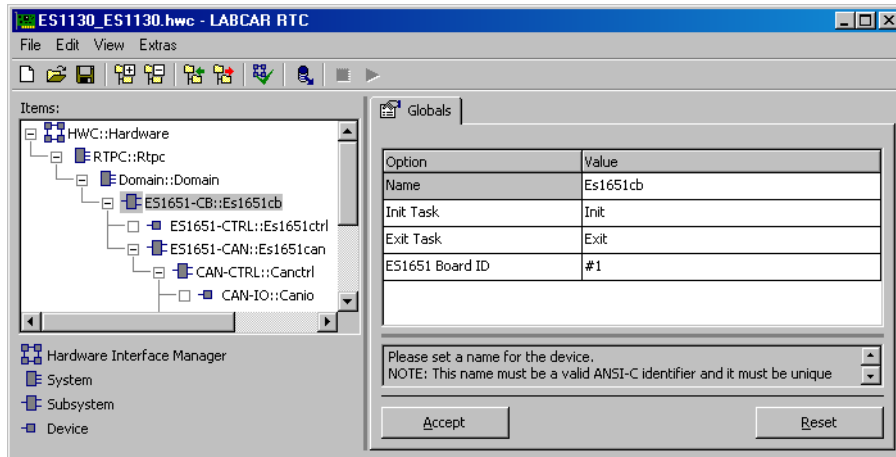 ES1130_ES1130.hwc - LABCAR RTC
File Edit View Extras
Items:
HWC::Hardware
RTPC::Rtpc
Domain::Domain
ES1651-CB::Es1651cb
ES1651-CTRL::Es1651ctrl
ES1651-CAN::Es1651can
CAN-CTRL::Canctrl
CAN-IO::Canio
Hardware Interface Manager
System
Subsystem
Device
Globals
Option Value
Name Es1651cb
Init Task Init
Exit Task Exit
ES1651 Board ID #1
Please set a name for the device.
NOTE: This name must be a valid ANSI-C identifier and it must be unique
Accept Reset